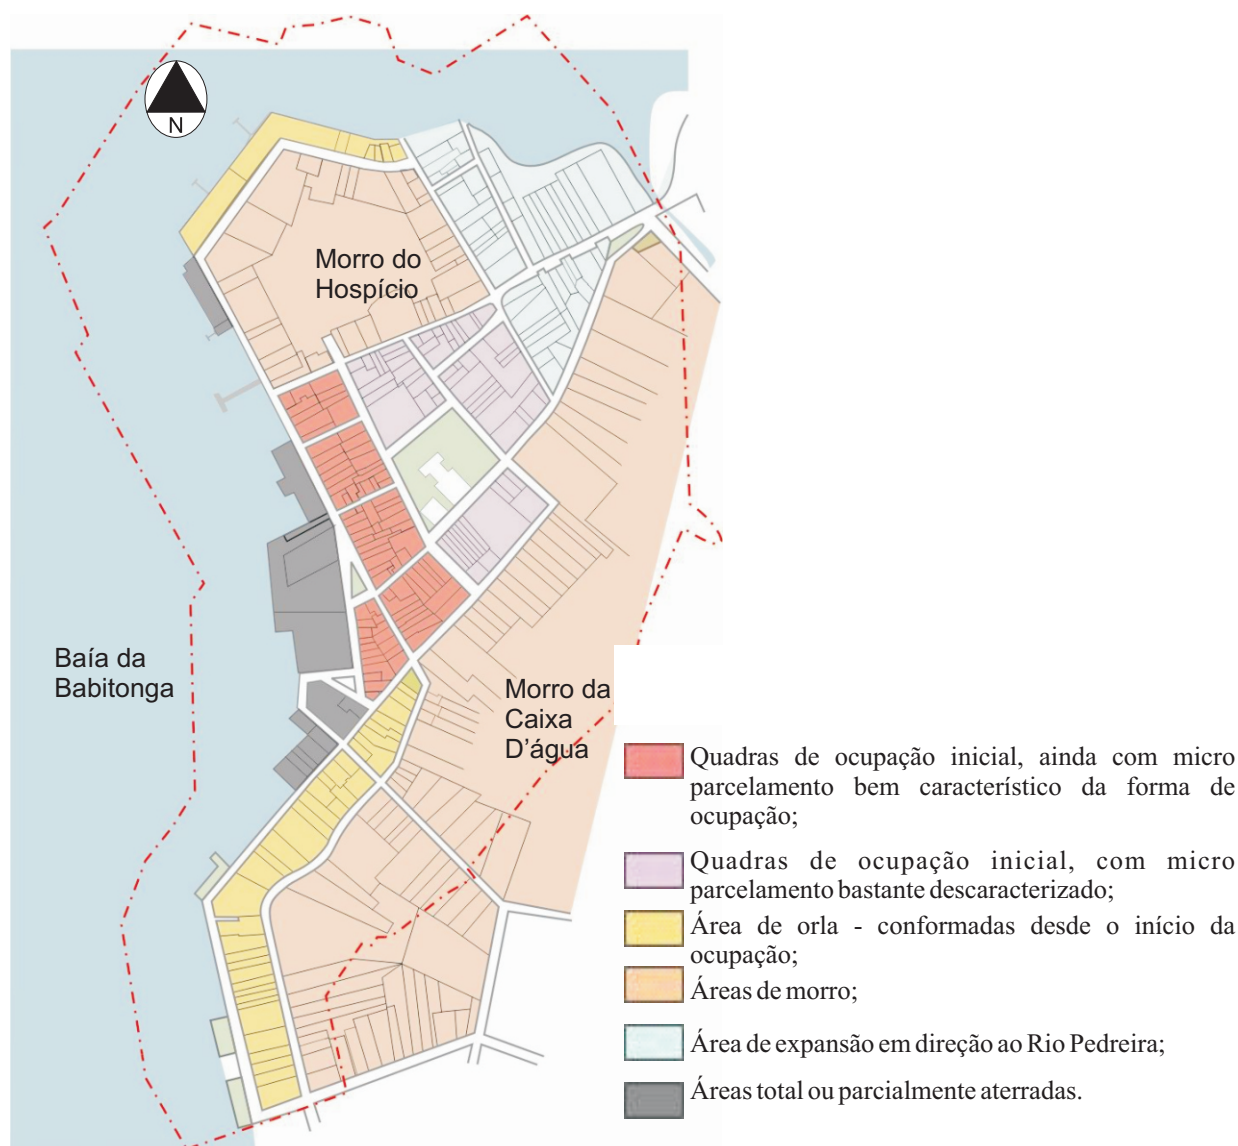 N
Morro do
Hospício
Baía da
Babitonga
Morro da
Caixa
D'água
Quadras de ocupação inicial, ainda com micro
parcelamento bem característico da forma de
ocupação;
Quadras de ocupação inicial, com micro
parcelamento bastante descaracterizado;
Área de orla - conformadas desde o início da
ocupação;
Áreas de morro;
Área de expansão em direção ao Rio Pedreira;
Áreas total ou parcialmente aterradas.